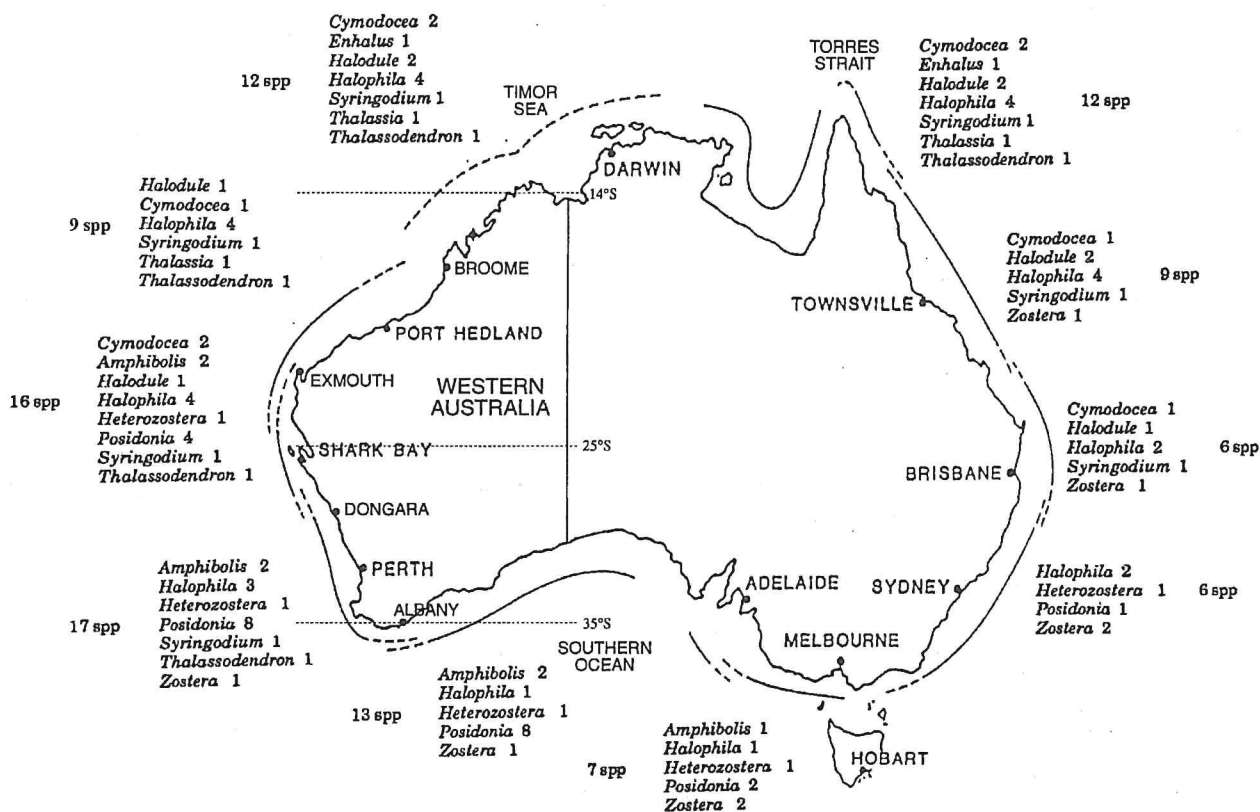 Cymodocea 2
Enhalus 1
Halodule 2
Halophila 4
Syringodium 1
Thalassia 1
Thalassodendron 1
12 spp
TIMOR
SEA
TORRES
STRAIT
Cymodocea 2
Enhalus 1
Halodule 2
Halophila 4
Syringodium 1
Thalassia 1
Thalassodendron 1
12 spp
DARWIN
14°S
9 spp
Halodule 1
Cymodocea 1
Halophila 4
Syringodium 1
Thalassia 1
Thalassodendron 1
BROOME
PORT HEDLAND
TOWNSVILLE
Cymodocea 1
Halodule 2
Halophila 4
Syringodium 1
Zostera 1
9 spp
16 spp
Cymodocea 2
Amphibolis 2
Halodule 1
Halophila 4
Heterozostera 1
Posidonia 4
Syringodium 1
Thalassodendron 1
EXMOUTH
WESTERN
AUSTRALIA
SHARK BAY
25°S
BRISBANE
Cymodocea 1
Halodule 1
Halophila 2
Syringodium 1
Zostera 1
6 spp
DONGARA
PERTH
ALBANY
35°S
17 spp
Amphibolis 2
Halophila 3
Heterozostera 1
Posidonia 8
Syringodium 1
Thalassodendron 1
Zostera 1
ADELAIDE
SYDNEY
MELBOURNE
Halophila 2
Heterozostera 1
Posidonia 1
Zostera 2
6 spp
SOUTHERN
OCEAN
13 spp
Amphibolis 2
Halophila 1
Heterozostera 1
Posidonia 8
Zostera 1
7 spp
Amphibolis 1
Halophila 1
Heterozostera 1
Posidonia 2
Zostera 2
HOBART